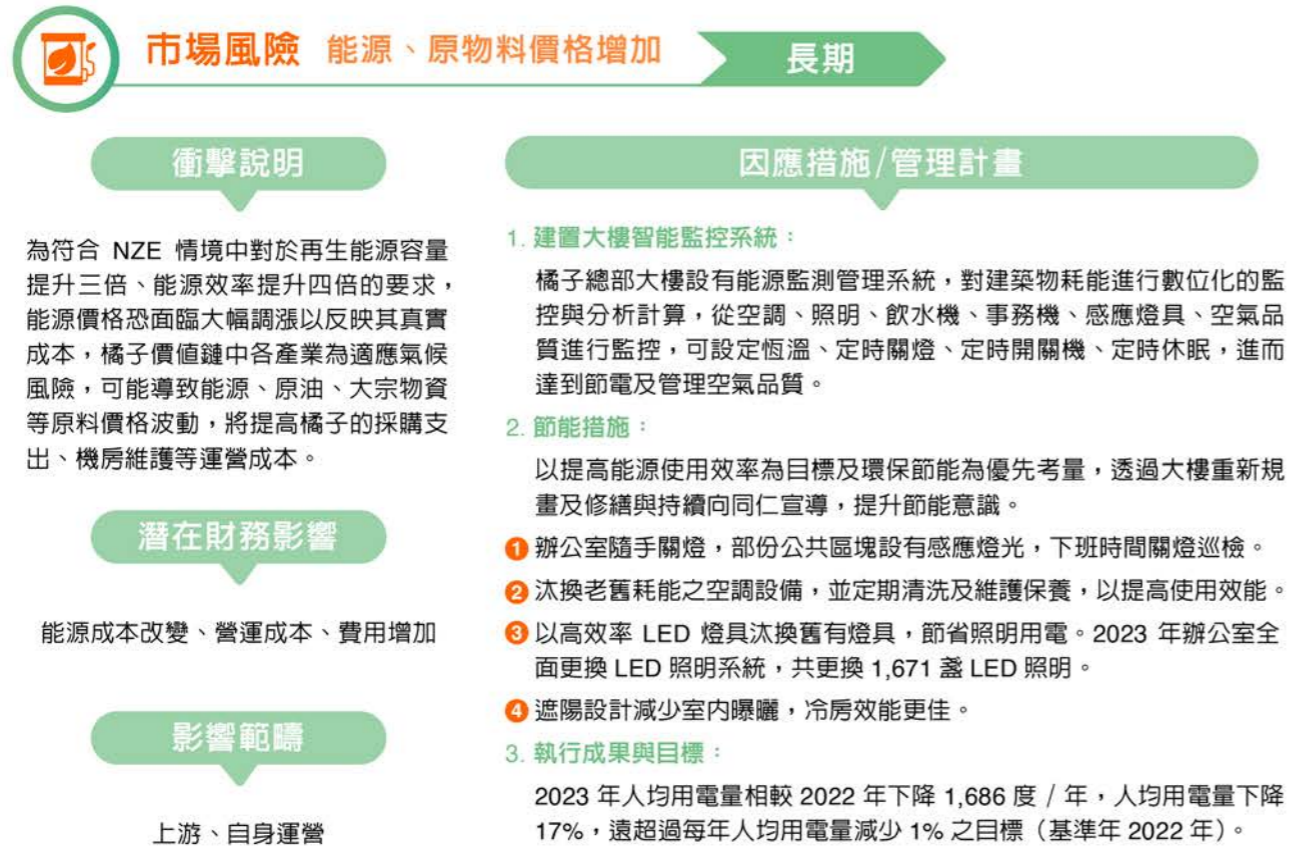 市場風險 能源、原物料價格增加 長期
衝擊說明
為符合 NZE 情境中對於再生能源容量
提升三倍、能源效率提升四倍的要求,
能源價格恐面臨大幅調漲以反映其真實
成本,橘子價值鏈中各產業為適應氣候
風險,可能導致能源、原油、大宗物資
等原料價格波動,將提高橘子的採購支
出、機房維護等運營成本。
潛在財務影響
能源成本改變、營運成本、費用增加
影響範疇
上游、自身運營
因應措施/管理計畫
1. 建置大樓智能監控系統:
橘子總部大樓設有能源監測管理系統,對建築物耗能進行數位化的監
控與分析計算,從空調、照明、飲水機、事務機、感應燈具、空氣品
質進行監控,可設定恆溫、定時關燈、定時開關機、定時休眠,進而
達到節電及管理空氣品質。
2. 節能措施:
以提高能源使用效率為目標及環保節能為優先考量,透過大樓重新規
畫及修繕與持續向同仁宣導,提升節能意識。
1 辦公室隨手關燈,部份公共區塊設有感應燈光,下班時間關燈巡檢。
2 汰換老舊耗能之空調設備,並定期清洗及維護保養,以提高使用效能。
3 以高效率 LED 燈具汰換舊有燈具,節省照明用電。2023 年辦公室全
面更換 LED 照明系統,共更換 1,671 盞 LED 照明。
4 遮陽設計減少室內曝曬,冷房效能更佳。
3. 執行成果與目標:
2023 年人均用電量相較 2022 年下降 1,686 度 / 年,人均用電量下降
17%,遠超過每年人均用電量減少 1% 之目標(基準年 2022 年)。